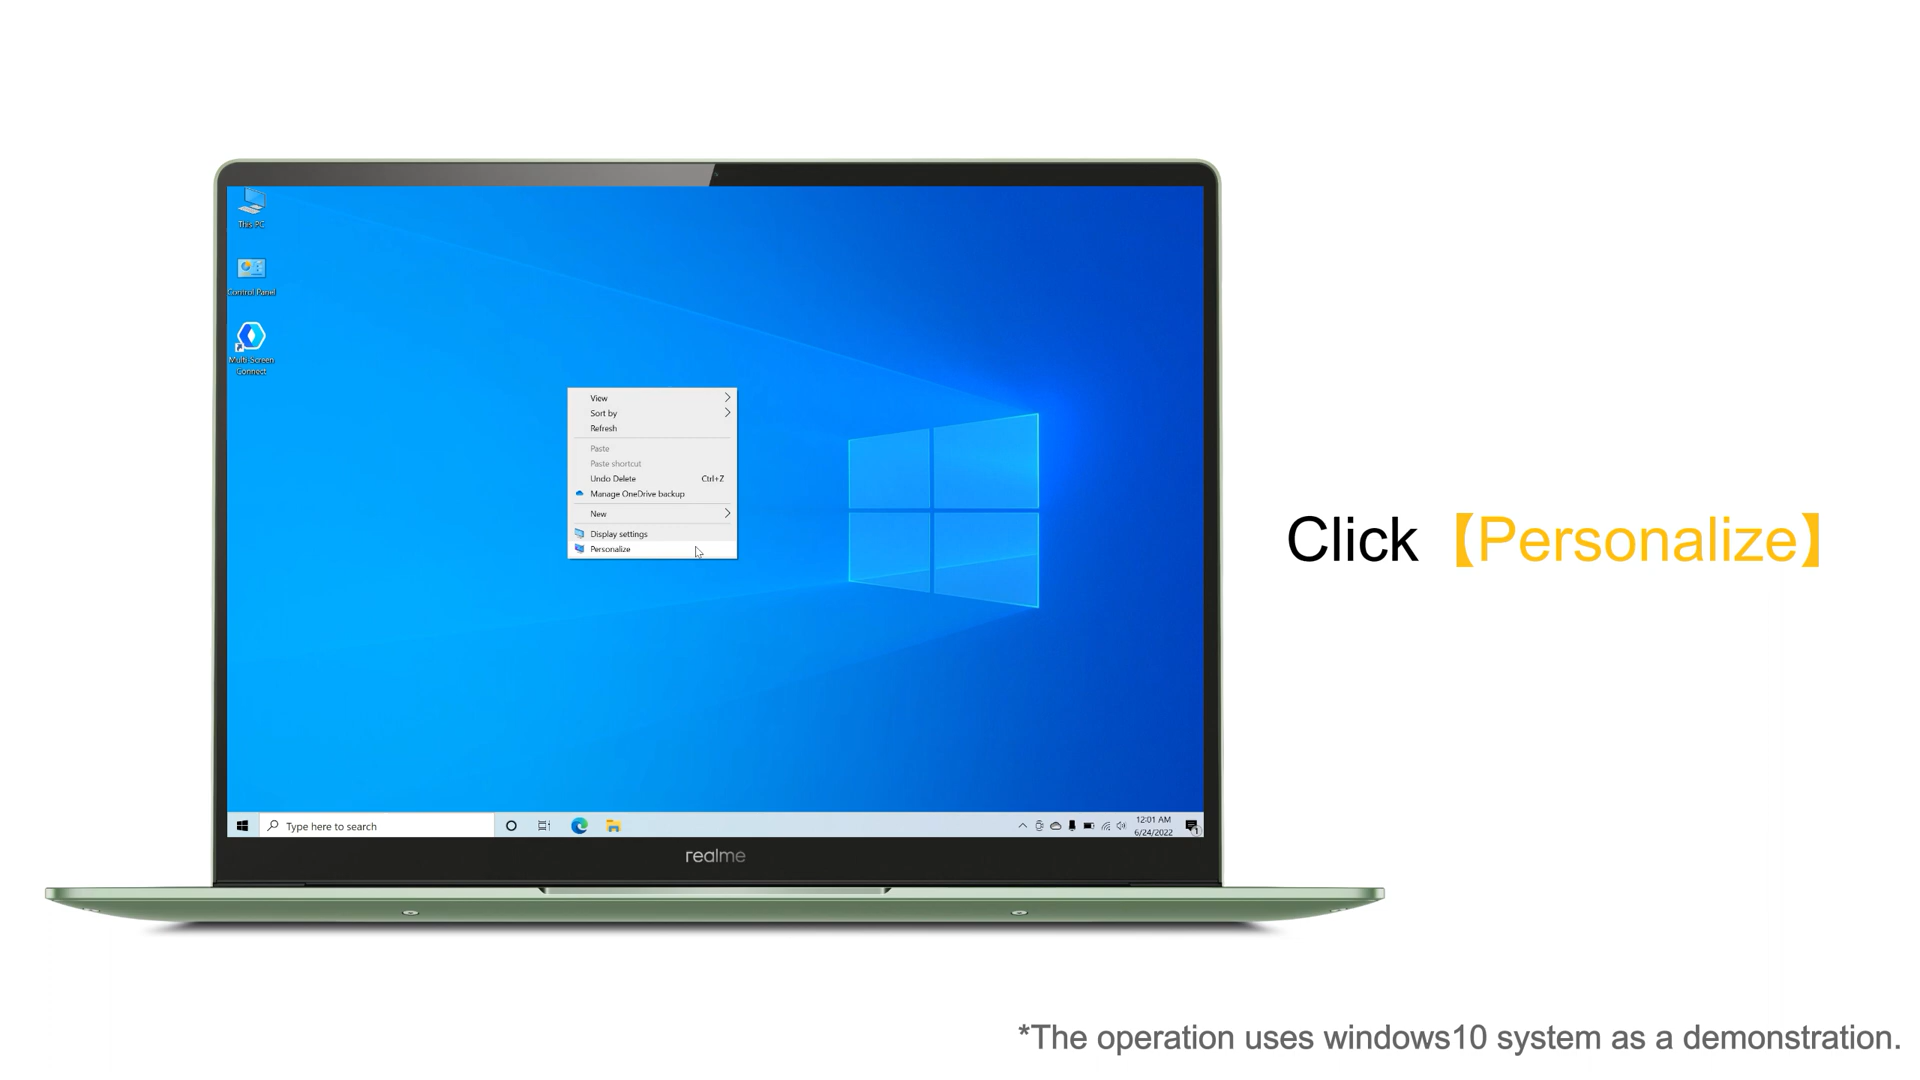 This PC
Control Panel
Multi-Screen
Connect
View
Sort by
Refresh
Paste
Paste shortcut
Undo Delete Ctrl+Z
Manage OneDrive backup
New
Display settings
Personalize
Click【Personalize】
Type here to search
12:01 AM
6/24/2022
1
realme
*The operation uses windows10 system as a demonstration.